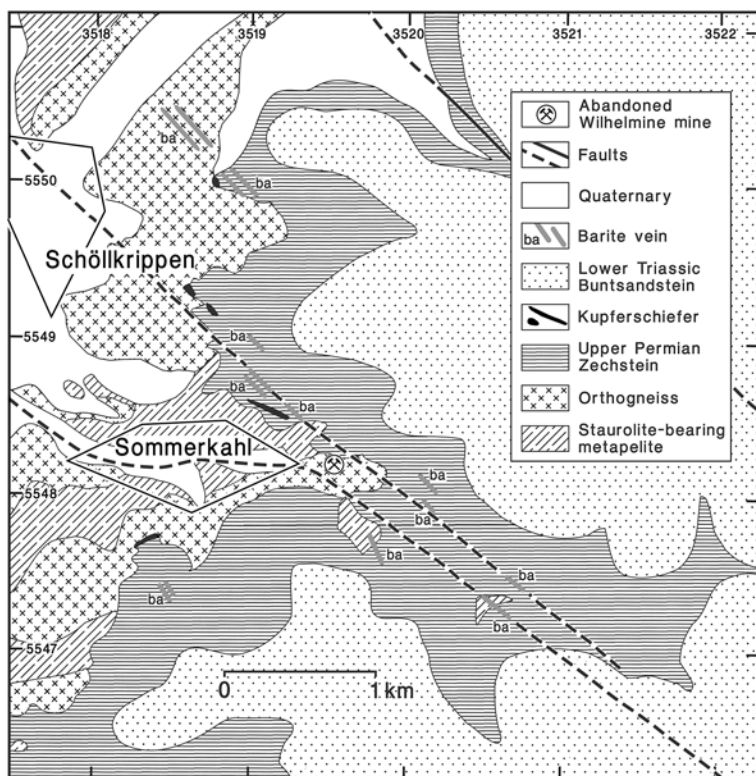 3518
3519
3520
3521
3522
5550
5549
5548
5547
Schöllkrippen
Sommerkahl
ba
ba
ba
ba
ba
ba
ba
ba
ba
ba
ba
0
1 km
Abandoned
Wilhelmine mine
Faults
Quaternary
ba
Barite vein
Lower Triassic
Buntsandstein
Kupferschiefer
Upper Permian
Zechstein
Orthogneiss
Staurolite-bearing
metapelite